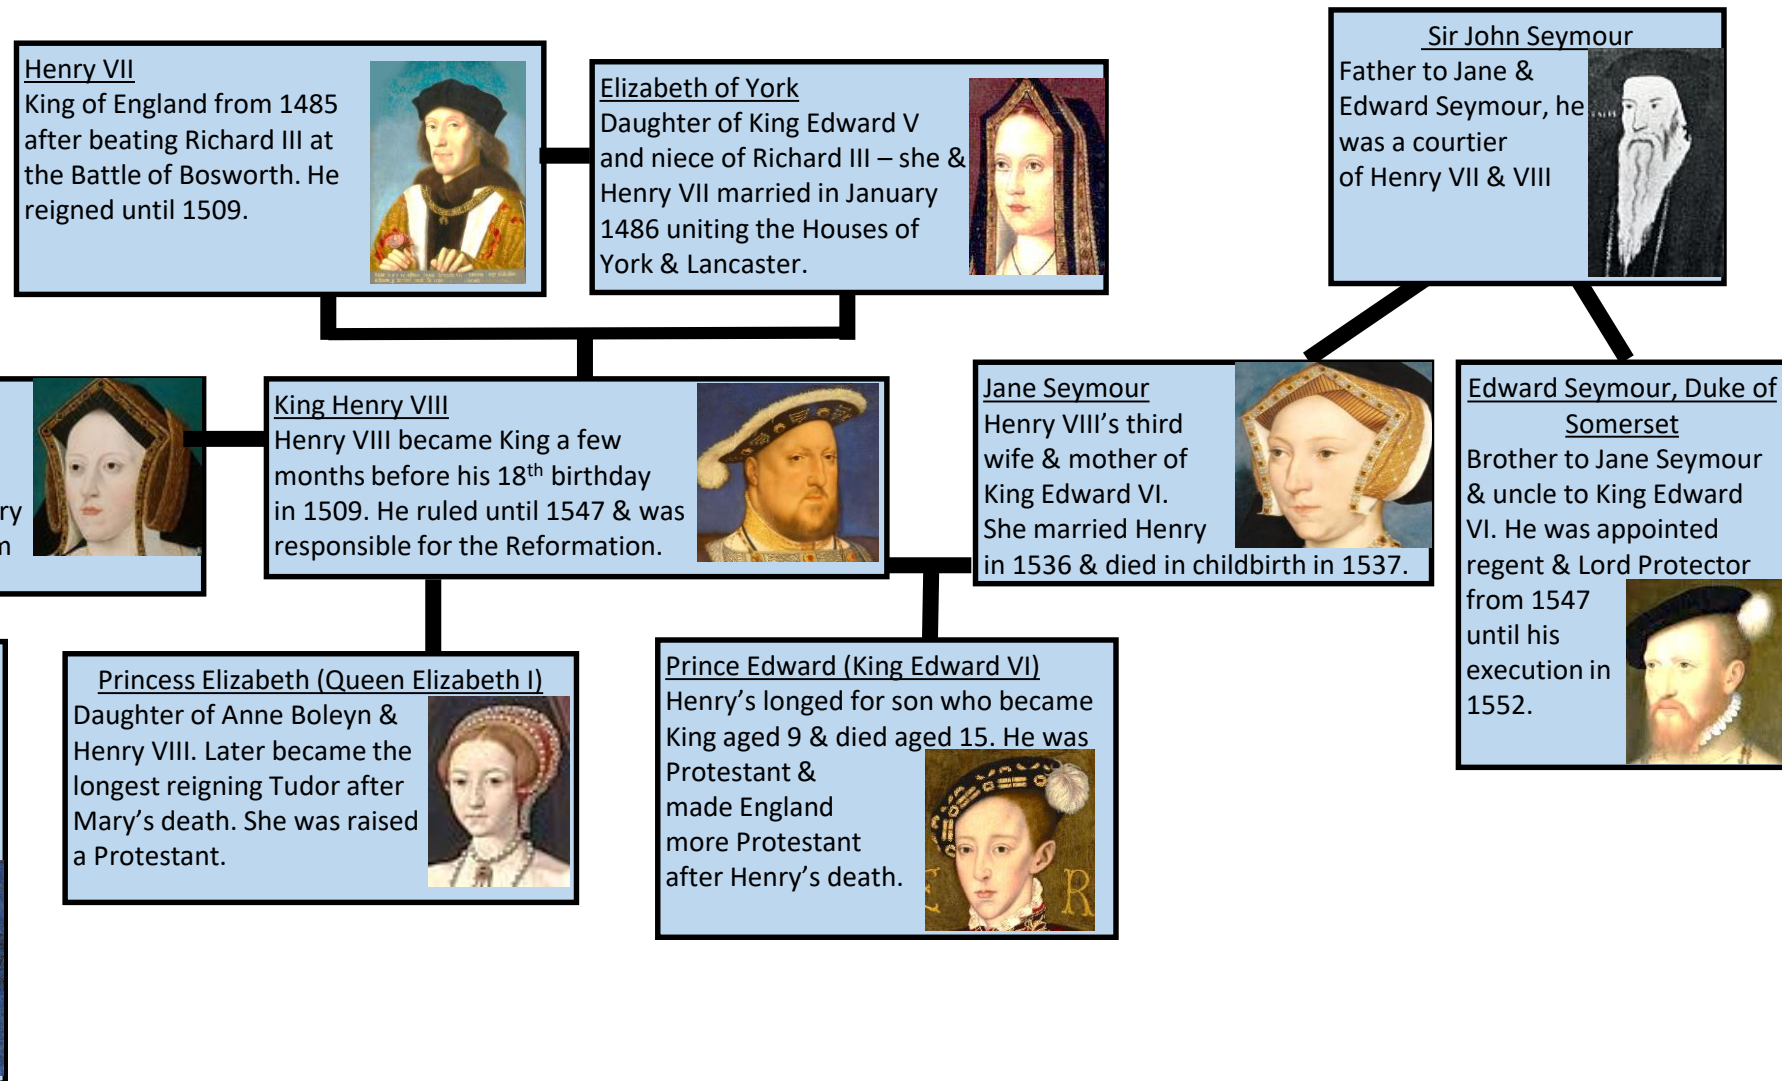 Henry VII
King of England from 1485
after beating Richard III at
the Battle of Bosworth. He
reigned until 1509.
Elizabeth of York
Daughter of King Edward V
and niece of Richard III – she &
Henry VII married in January
1486 uniting the Houses of
York & Lancaster.
Sir John Seymour
Father to Jane &
Edward Seymour, he
was a courtier
of Henry VII & VIII
King Henry VIII
Henry VIII became King a few
months before his 18th birthday
in 1509. He ruled until 1547 & was
responsible for the Reformation.
Jane Seymour
Henry VIII’s third
wife & mother of
King Edward VI.
She married Henry
in 1536 & died in childbirth in 1537.
Edward Seymour, Duke of
Somerset
Brother to Jane Seymour
& uncle to King Edward
VI. He was appointed
regent & Lord Protector
from 1547
until his
execution in
1552.
Princess Elizabeth (Queen Elizabeth I)
Daughter of Anne Boleyn &
Henry VIII. Later became the
longest reigning Tudor after
Mary’s death. She was raised
a Protestant.
Prince Edward (King Edward VI)
Henry’s longed for son who became
King aged 9 & died aged 15. He was
Protestant &
made England
more Protestant
after Henry’s death.
R